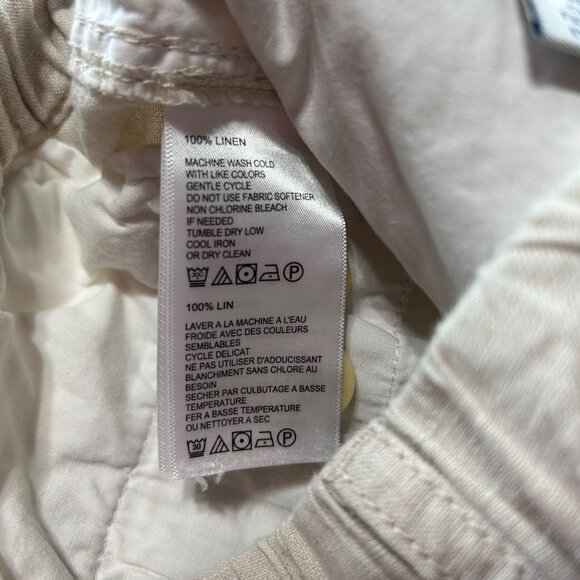 100% LINEN
MACHINE WASH COLD
WITH LIKE COLORS
GENTLE CYCLE
DO NOT USE FABRIC SOFTENER
NON CHLORINE BLEACH
IF NEEDED
TUMBLE DRY LOW
COOL IRON
OR DRY CLEAN
P
100% LIN
LAVER A LA MACHINE A L'EAU
FROIDE AVEC DES COULEURS
SEMBLABLES
CYCLE DELICAT
NE PAS UTILISER D'ADOUCISSANT
BLANCHIMENT SANS CHLORE AU
BESOIN
SECHER PAR CULBUTAGE A BASSE
TEMPERATURE
FER A BASSE TEMPERATURE
OU NETTOYER A SEC
30 P